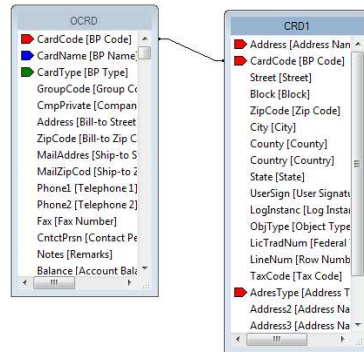 OCRD
CardCode [BP Code]
CardName [BP Name]
CardType [BP Type]
GroupCode [Group Co
CmpPrivate [Compan
Address [Bill-to Street
ZipCode [Bill-to Zip C
MailAddres [Ship-to S
MailZipCod [Ship-to Z
Phone1 [Telephone 1]
Phone2 [Telephone 2]
Fax [Fax Number]
CntctPrsn [Contact Pe
Notes [Remarks]
Balance [Account Bala
CRD1
Address [Address Nam
CardCode [BP Code]
Street [Street]
Block [Block]
ZipCode [Zip Code]
City [City]
County [County]
Country [Country]
State [State]
UserSign [User Signatu
LogInstanc [Log Instan
ObjType [Object Type
LicTradNum [Federal
LineNum [Row Numb
TaxCode [Tax Code]
AdresType [Address T
Address2 [Address Na
Address3 [Address Na